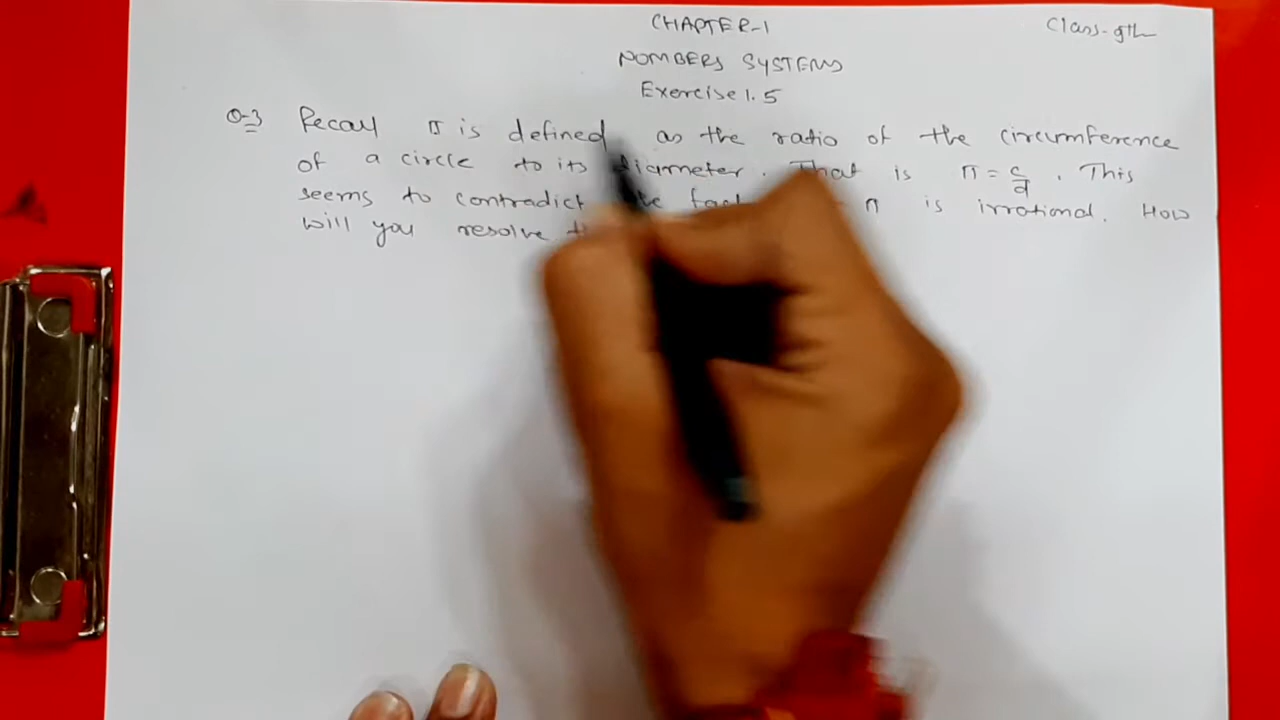 CHAPTER-1
Class-9th
NUMBERS SYSTEMS
Exercise 1.5
Q-3 Recall π is defined as the ratio of the circumference
of a circle to its diameter. That is π = c/d. This
seems to contradict π is irrational. How
will you resolve